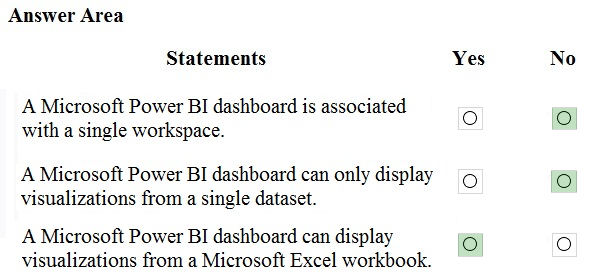 Answer Area
Statements Yes No
A Microsoft Power BI dashboard is associated
with a single workspace.
A Microsoft Power BI dashboard can only display
visualizations from a single dataset.
A Microsoft Power BI dashboard can display
visualizations from a Microsoft Excel workbook.